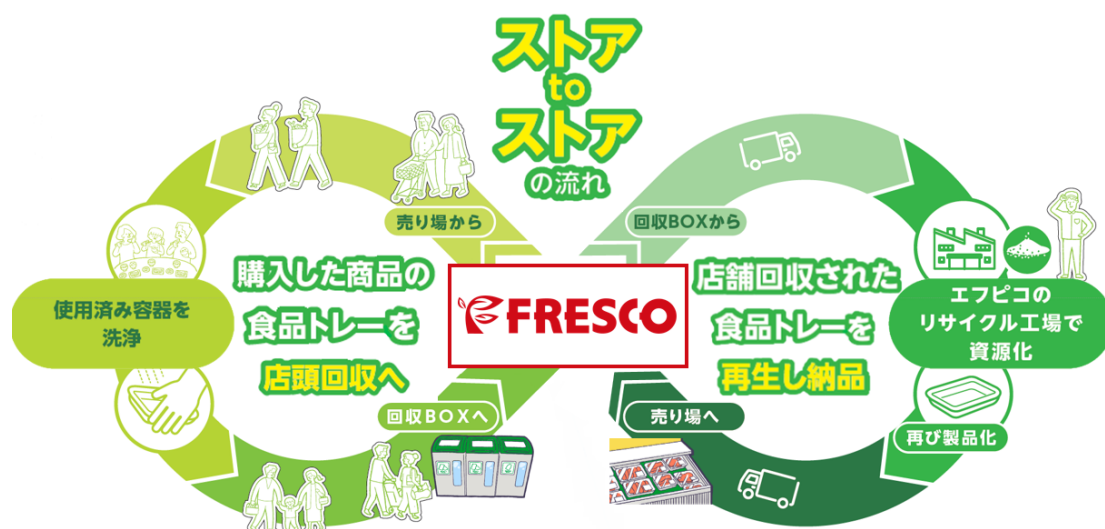 ストア
to
ストア
の流れ
売り場から
回収BOXから
購入した商品の
食品トレーを
店頭回収へ
使用済み容器を
洗浄
FRESCO
店舗回収された
食品トレーを
再生し納品
エフピコの
リサイクル工場で
資源化
回収BOXへ
売り場へ
再び製品化